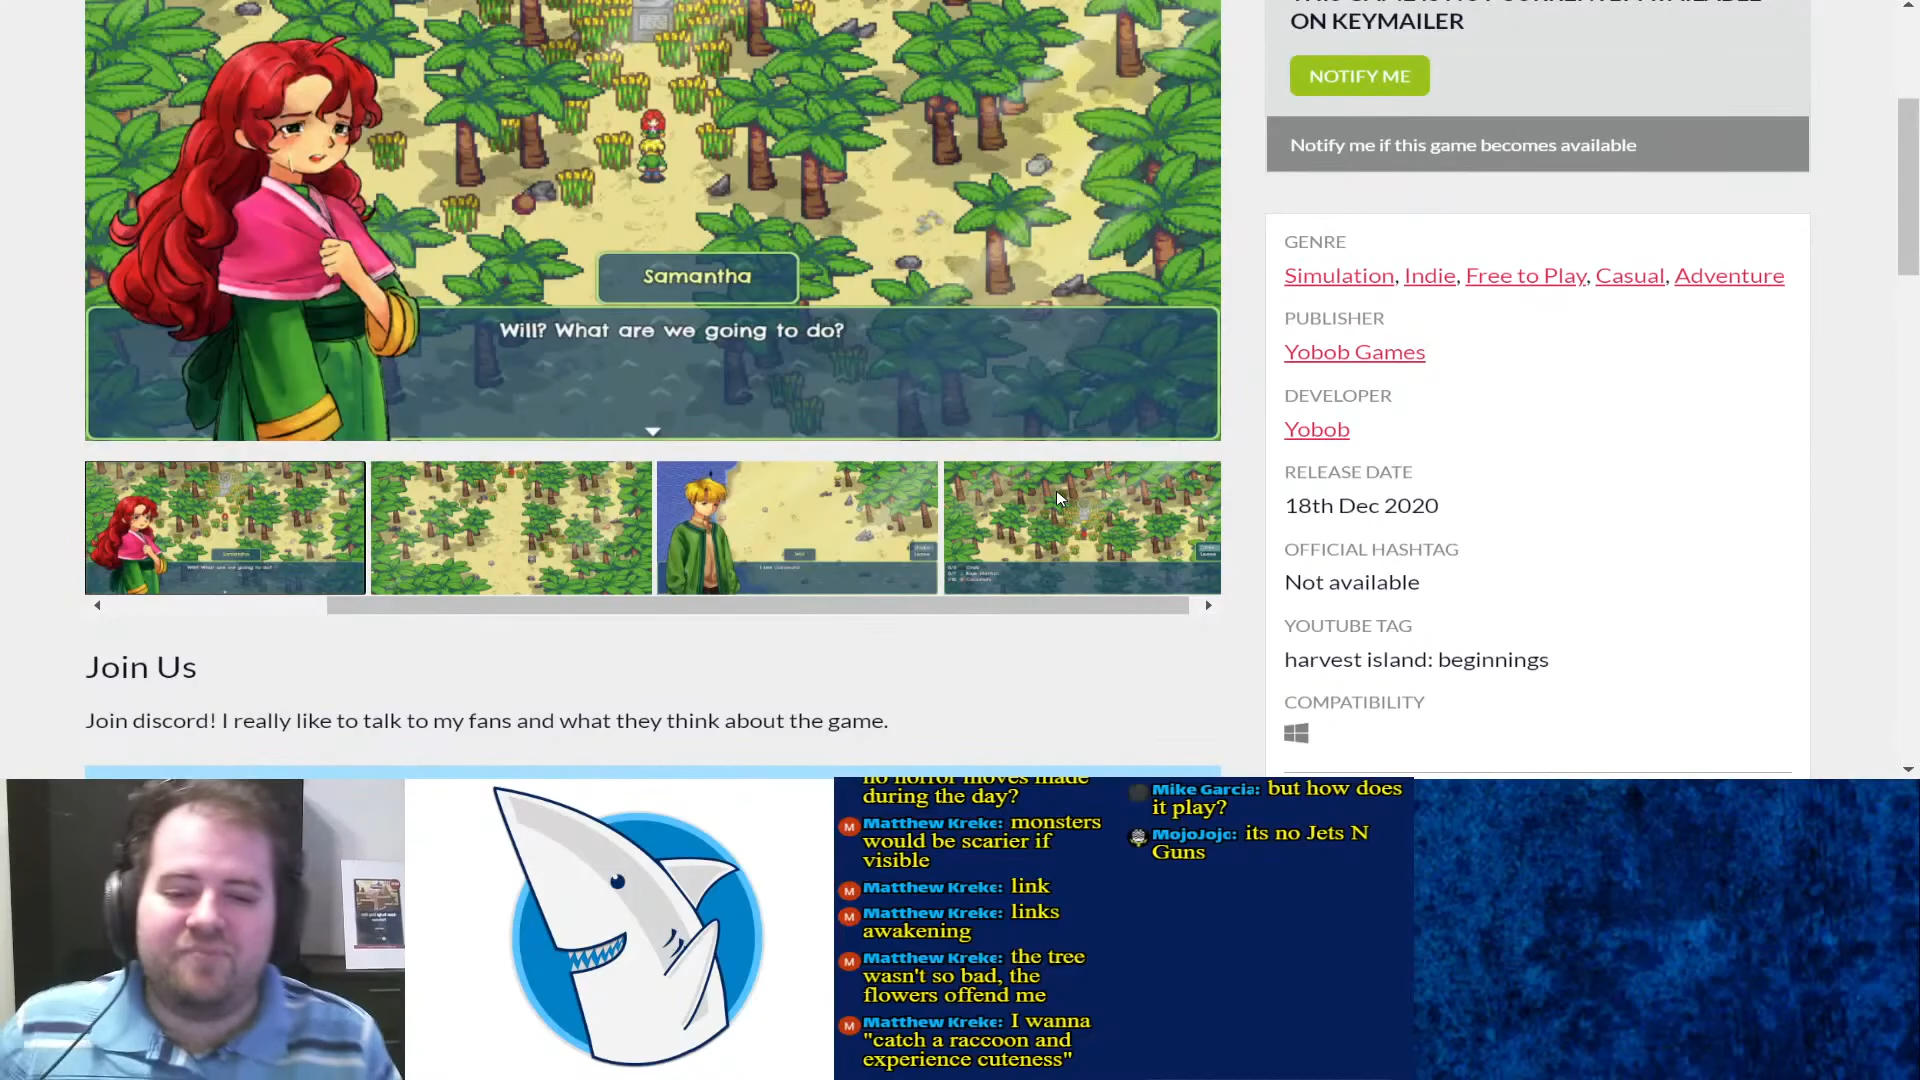 ON KEYMAILER
NOTIFY ME
Notify me if this game becomes available
Samantha
Will? What are we going to do?
GENRE
Simulation, Indie, Free to Play, Casual, Adventure
PUBLISHER
Yobob Games
DEVELOPER
Yobob
RELEASE DATE
18th Dec 2020
OFFICIAL HASHTAG
Not available
YOUTUBE TAG
harvest island: beginnings
COMPATIBILITY
Join Us
Join discord! I really like to talk to my fans and what they think about the game.
no horror moves made
during the day?
M Matthew Kreke: monsters
would be scarier if
visible
M Matthew Kreke: link
M Matthew Kreke: links
awakening
M Matthew Kreke: the tree
wasn't so bad, the
flowers offend me
M Matthew Kreke: I wanna
"catch a raccoon and
experience cuteness"
Mike Garcia: but how does
it play?
MojoJojo: its no Jets N
Guns